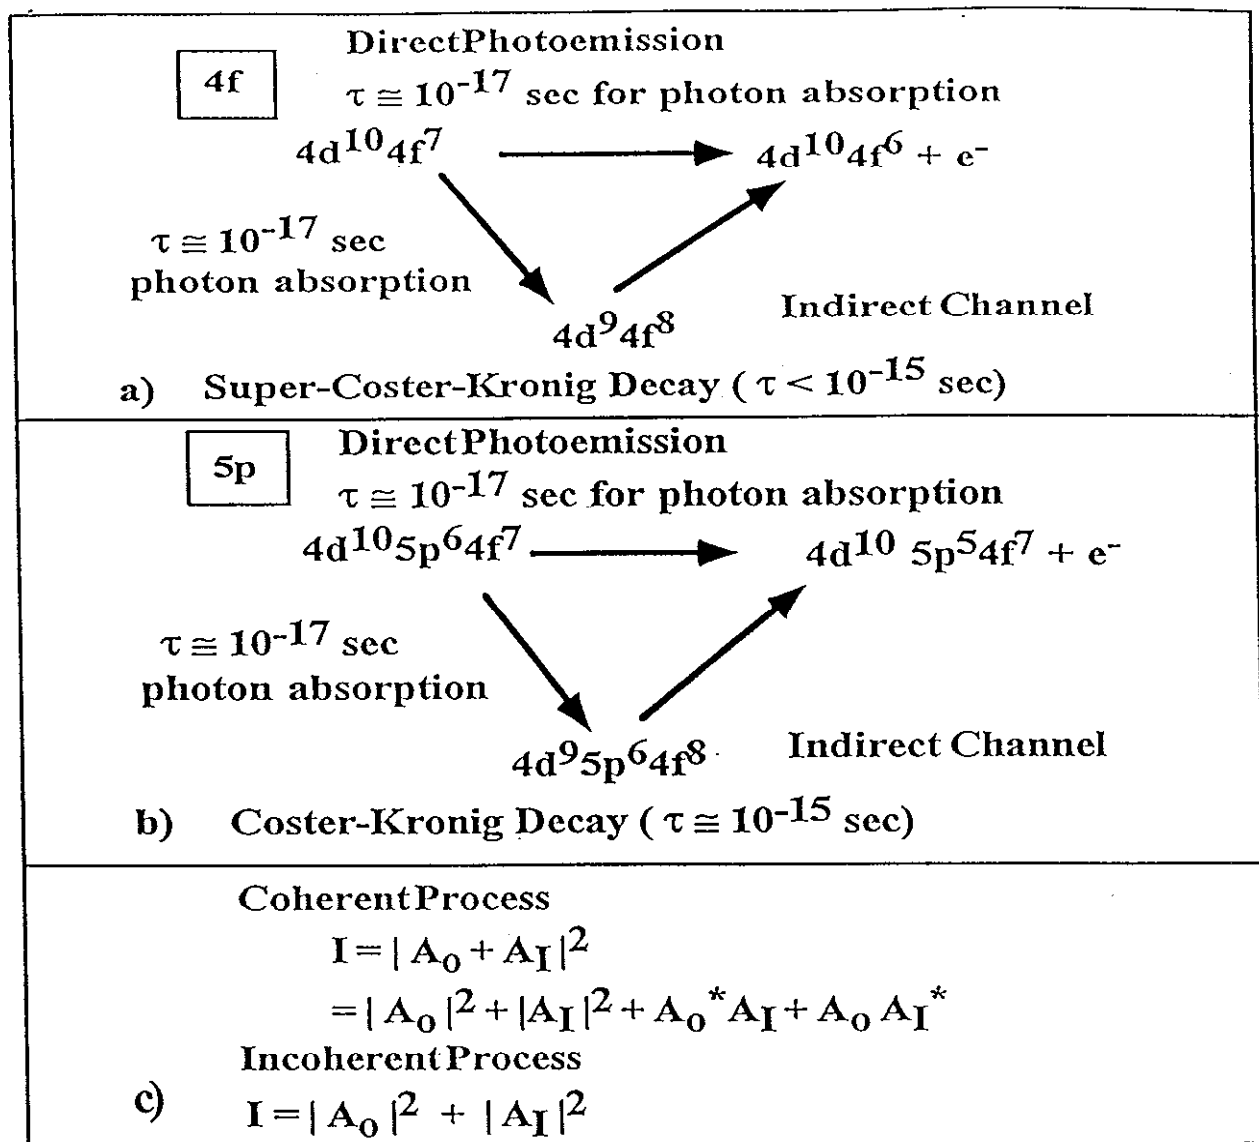 4f
DirectPhotoemission
τ ≅ 10⁻¹⁷ sec for photon absorption
4d¹⁰4f⁷
4d¹⁰4f⁶ + e⁻
τ ≅ 10⁻¹⁷ sec
photon absorption
4d⁹4f⁸
Indirect Channel
a) Super-Coster-Kronig Decay ( τ < 10⁻¹⁵ sec)
5p
DirectPhotoemission
τ ≅ 10⁻¹⁷ sec for photon absorption
4d¹⁰5p⁶4f⁷
4d¹⁰ 5p⁵4f⁷ + e⁻
τ ≅ 10⁻¹⁷ sec
photon absorption
4d⁹5p⁶4f⁸
Indirect Channel
b) Coster-Kronig Decay ( τ ≅ 10⁻¹⁵ sec)
CoherentProcess
I = | A₀ + A_I |²
= | A₀ |² + |A_I |² + A₀*A_I + A₀ A_I*
IncoherentProcess
c) I = | A₀ |² + | A_I |²